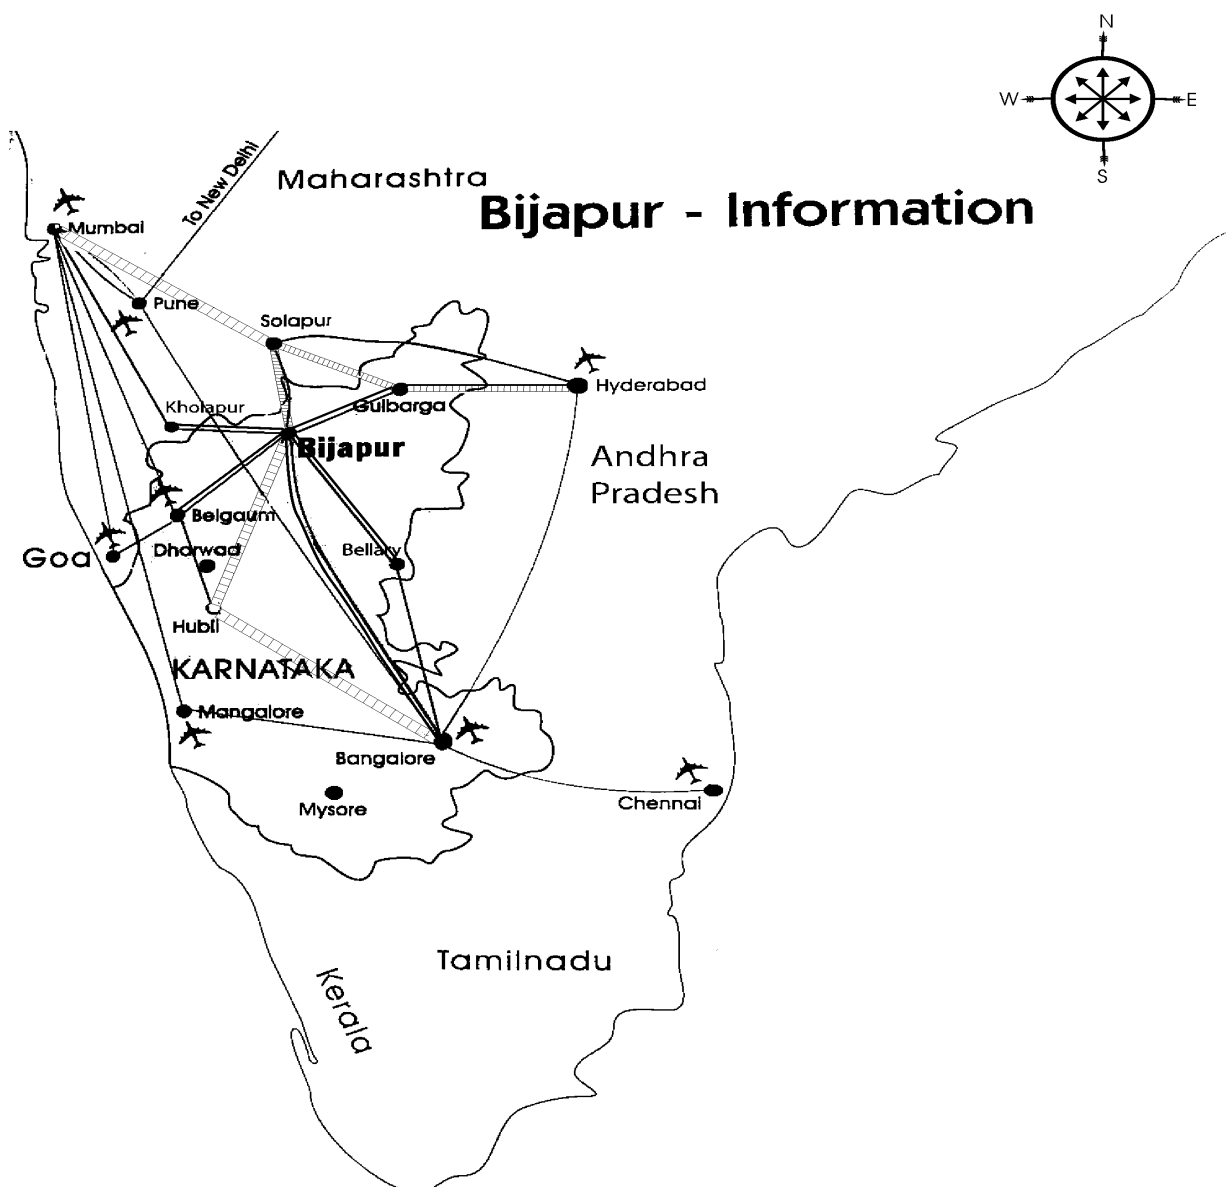 N
W E
S
To New Delhi
Maharashtra
Bijapur - Information
Mumbai
Pune
Solapur
Hyderabad
Kholapur
Gulbarga
Bijapur
Andhra
Pradesh
Belgaum
Goa
Dharwad
Bellary
Hubli
KARNATAKA
Mangalore
Bangalore
Mysore
Chennai
Tamilnadu
Kerala